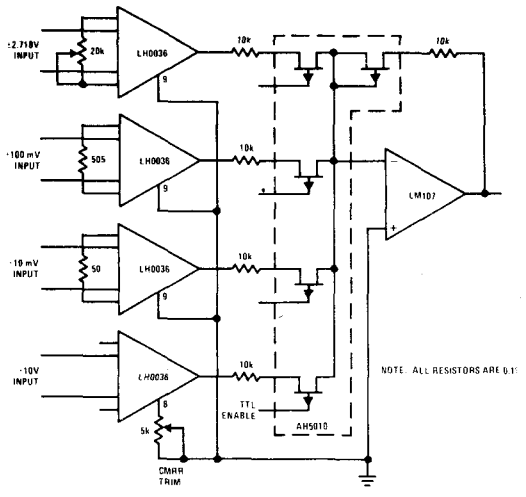 ±2.718V
INPUT
20k
LH0036
9
10k
10k
·100 mV
INPUT
505
LH0036
9
10k
LM107
·10 mV
INPUT
50
LH0036
9
10k
·10V
INPUT
LH0036
8
10k
5k
CMRR
TRIM
TTL
ENABLE
AH5010
NOTE: ALL RESISTORS ARE 0.1%